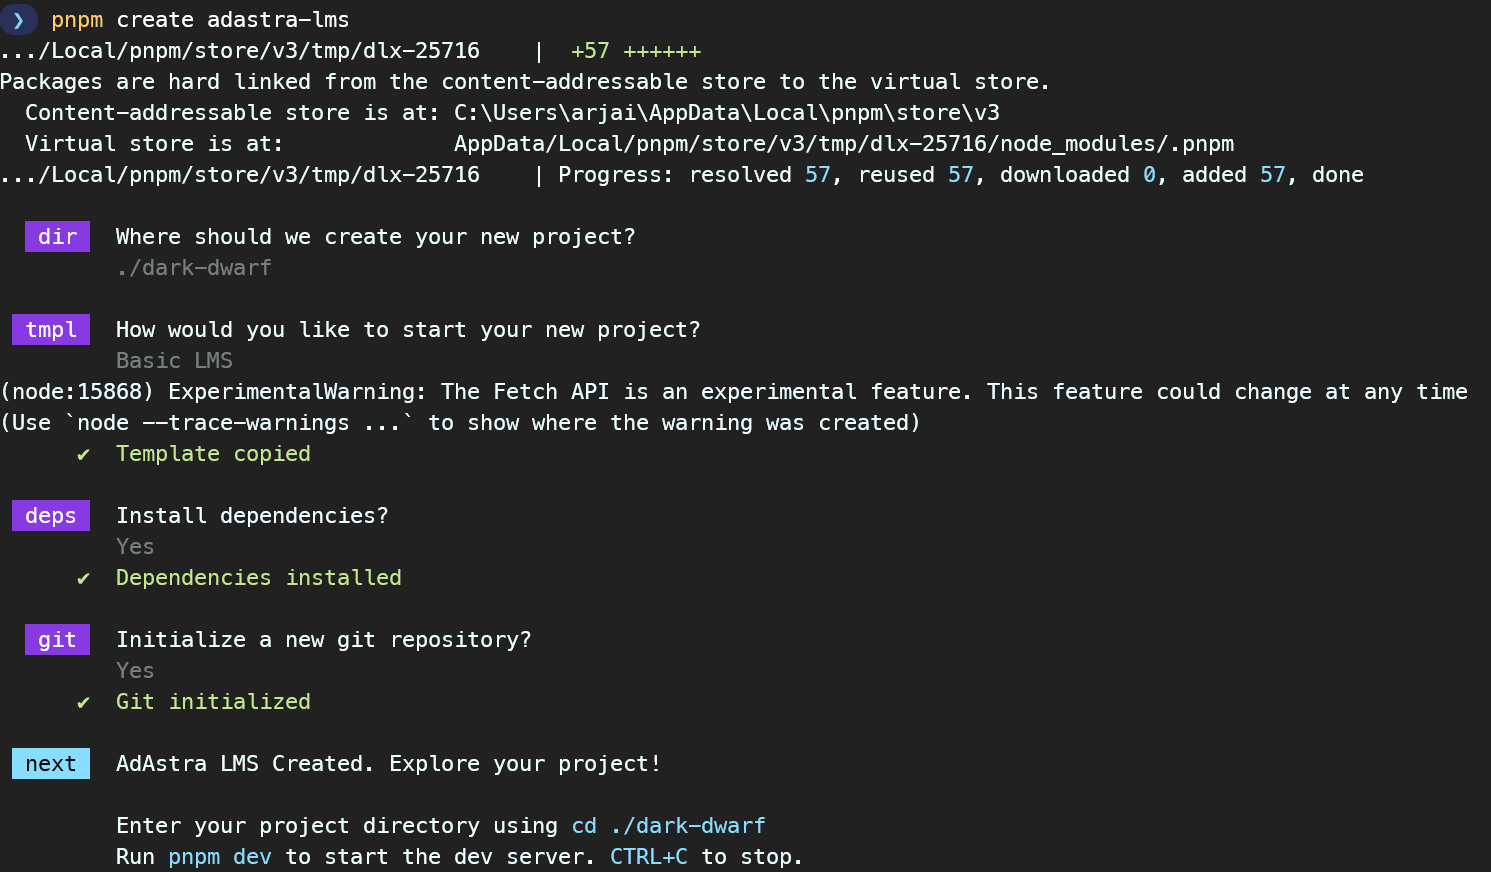 ❯ pnpm create adastra-lms
.../Local/pnpm/store/v3/tmp/dlx-25716    |  +57 ++++++
Packages are hard linked from the content-addressable store to the virtual store.
  Content-addressable store is at: C:\Users\arjai\AppData\Local\pnpm\store\v3
  Virtual store is at:             AppData/Local/pnpm/store/v3/tmp/dlx-25716/node_modules/.pnpm
.../Local/pnpm/store/v3/tmp/dlx-25716    | Progress: resolved 57, reused 57, downloaded 0, added 57, done
dir  Where should we create your new project?
./dark-dwarf
tmpl  How would you like to start your new project?
Basic LMS
(node:15868) ExperimentalWarning: The Fetch API is an experimental feature. This feature could change at any time
(Use `node --trace-warnings ...` to show where the warning was created)
✔  Template copied
deps  Install dependencies?
Yes
✔  Dependencies installed
git  Initialize a new git repository?
Yes
✔  Git initialized
next  AdAstra LMS Created. Explore your project!
Enter your project directory using cd ./dark-dwarf
Run pnpm dev to start the dev server. CTRL+C to stop.